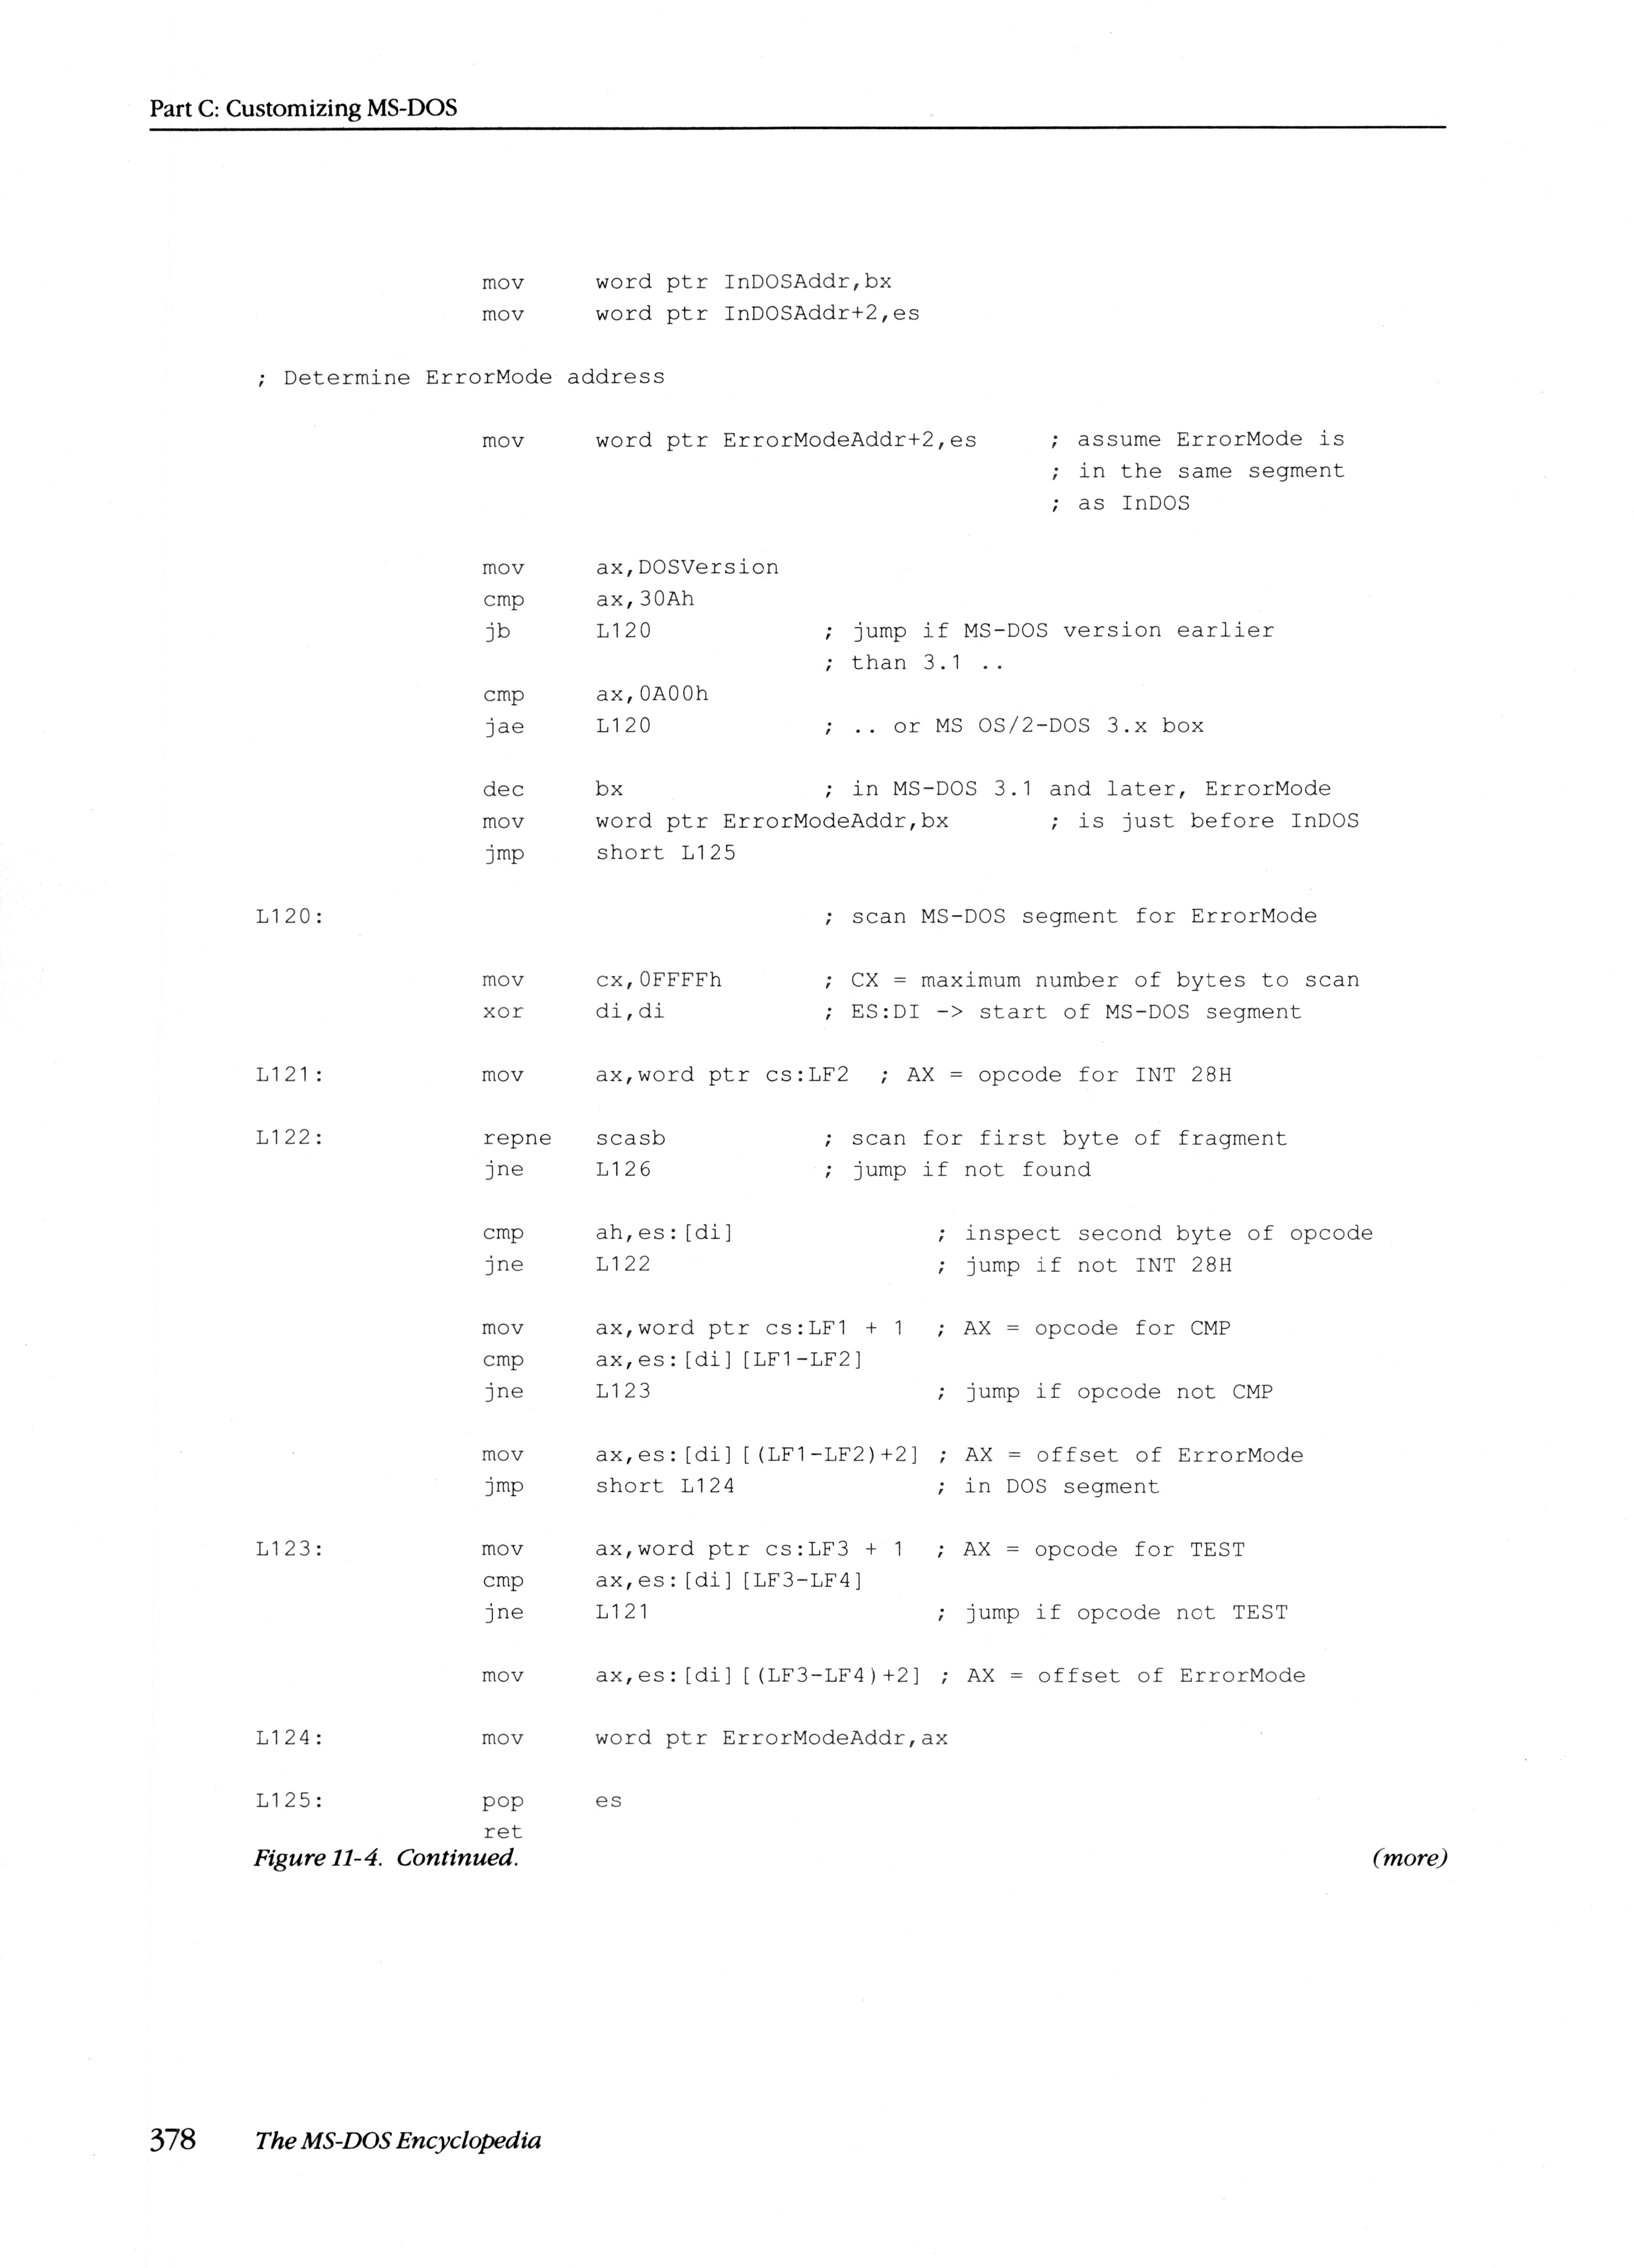 Part C: Customizing MS-DOS
mov word ptr InDOSAddr,bx
mov word ptr InDOSAddr+2,es
; Determine ErrorMode address
mov word ptr ErrorModeAddr+2,es ; assume ErrorMode is
; in the same segment
; as InDOS
mov ax,DOSVersion
cmp ax,30Ah
jb L120 ; jump if MS-DOS version earlier
; than 3.1 ..
cmp ax,0A00h
jae L120 ; .. or MS OS/2-DOS 3.x box
dec bx ; in MS-DOS 3.1 and later, ErrorMode
mov word ptr ErrorModeAddr,bx ; is just before InDOS
jmp short L125
L120: ; scan MS-DOS segment for ErrorMode
mov cx,0FFFFh ; CX = maximum number of bytes to scan
xor di,di ; ES:DI -> start of MS-DOS segment
L121: mov ax,word ptr cs:LF2 ; AX = opcode for INT 28H
L122: repne scasb ; scan for first byte of fragment
jne L126 ; jump if not found
cmp ah,es:[di] ; inspect second byte of opcode
jne L122 ; jump if not INT 28H
mov ax,word ptr cs:LF1 + 1 ; AX = opcode for CMP
cmp ax,es:[di][LF1-LF2]
jne L123 ; jump if opcode not CMP
mov ax,es:[di][(LF1-LF2)+2] ; AX = offset of ErrorMode
jmp short L124 ; in DOS segment
L123: mov ax,word ptr cs:LF3 + 1 ; AX = opcode for TEST
cmp ax,es:[di][LF3-LF4]
jne L121 ; jump if opcode not TEST
mov ax,es:[di][(LF3-LF4)+2] ; AX = offset of ErrorMode
L124: mov word ptr ErrorModeAddr,ax
L125: pop es
ret
Figure 11-4. Continued. (more)
378 The MS-DOS Encyclopedia